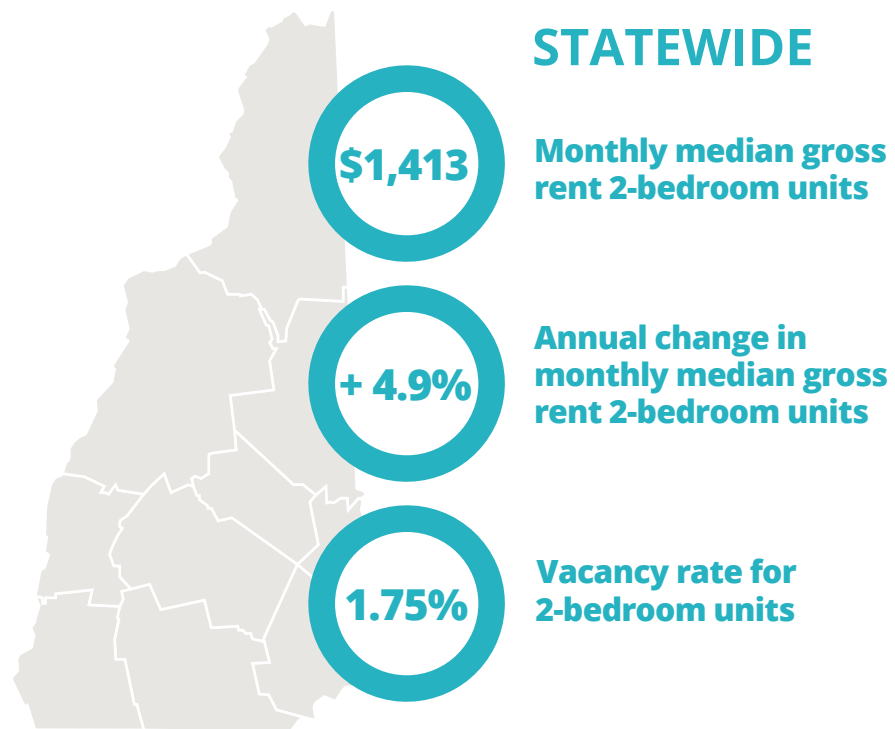 STATEWIDE
$1,413
Monthly median gross
rent 2-bedroom units
+ 4.9%
Annual change in
monthly median gross
rent 2-bedroom units
1.75%
Vacancy rate for
2-bedroom units